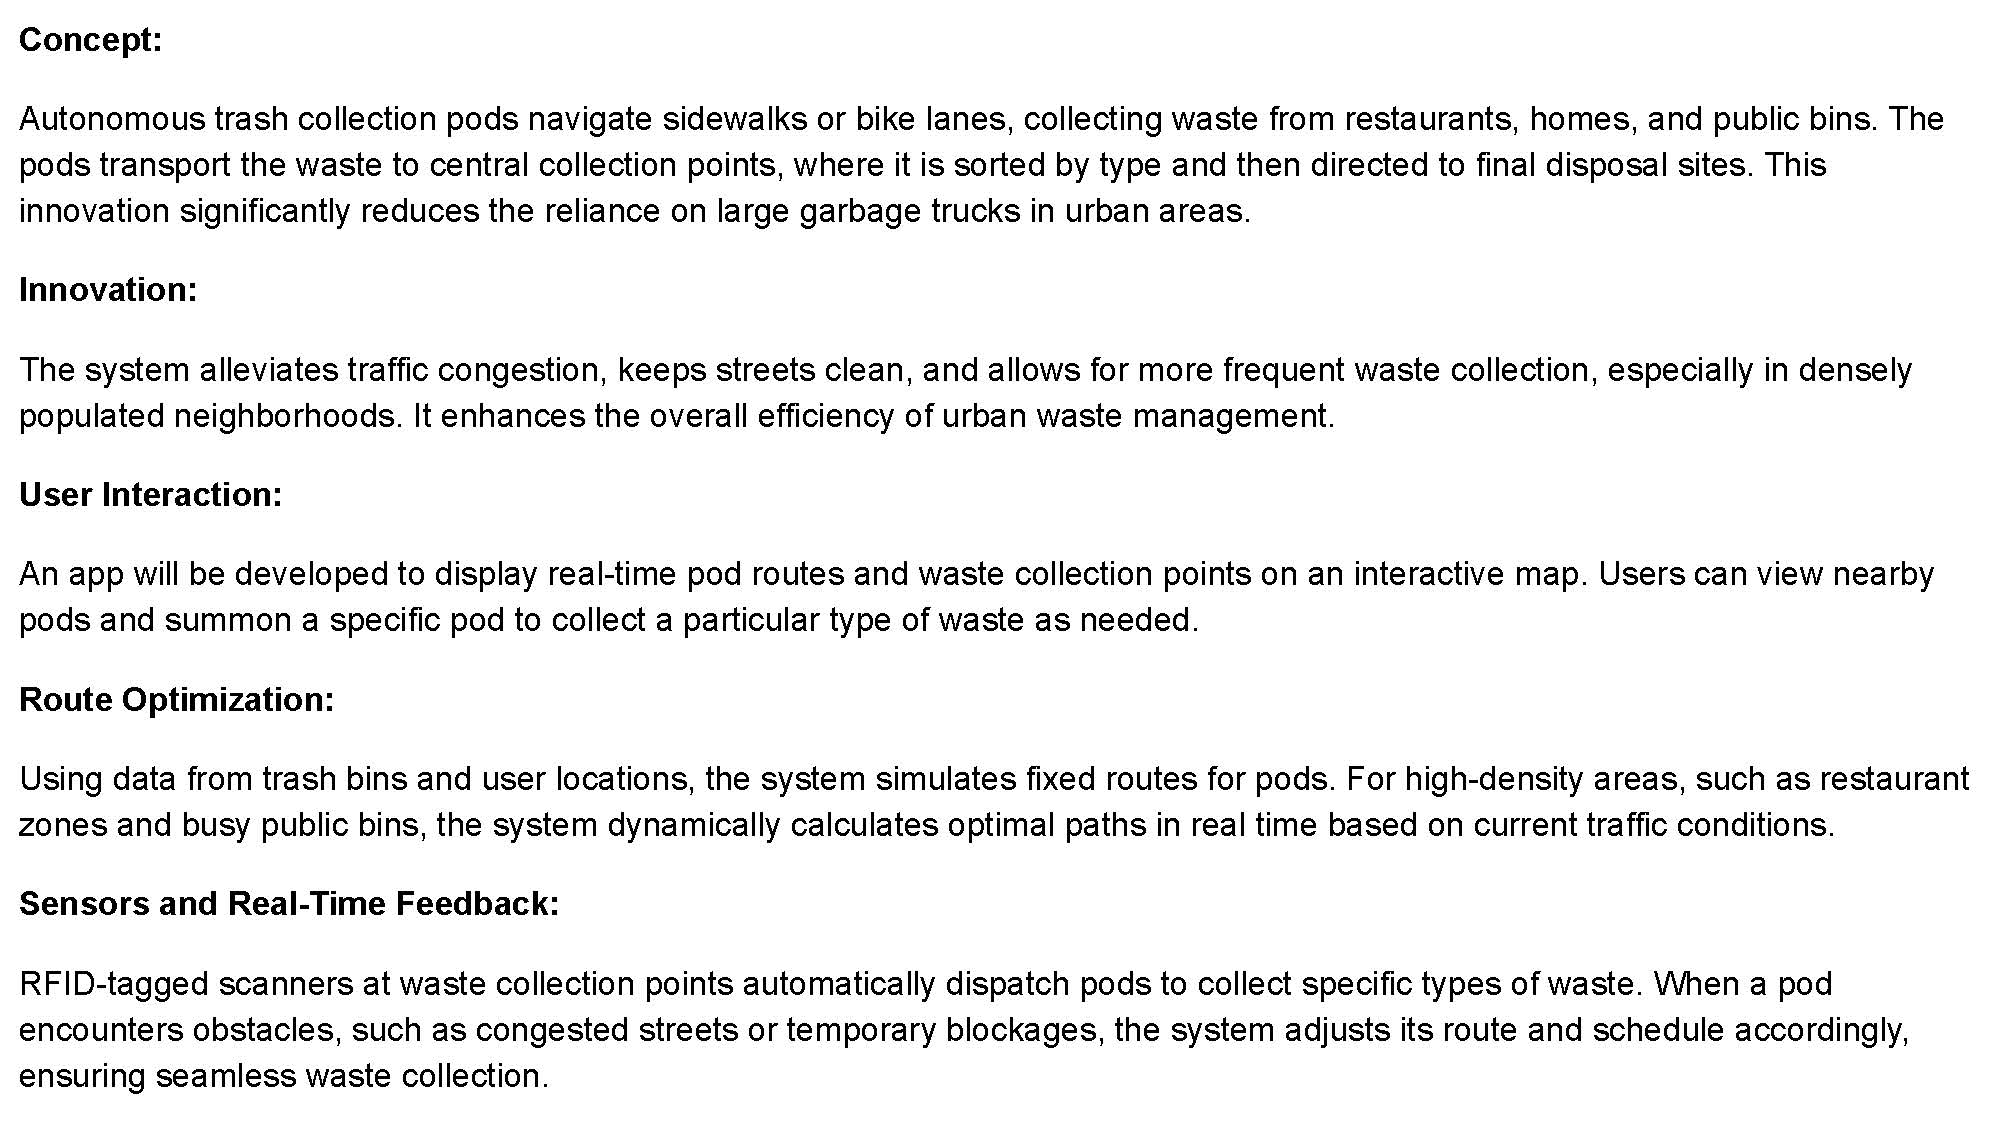 Concept:
Autonomous trash collection pods navigate sidewalks or bike lanes, collecting waste from restaurants, homes, and public bins. The
pods transport the waste to central collection points, where it is sorted by type and then directed to final disposal sites. This
innovation significantly reduces the reliance on large garbage trucks in urban areas.
Innovation:
The system alleviates traffic congestion, keeps streets clean, and allows for more frequent waste collection, especially in densely
populated neighborhoods. It enhances the overall efficiency of urban waste management.
User Interaction:
An app will be developed to display real-time pod routes and waste collection points on an interactive map. Users can view nearby
pods and summon a specific pod to collect a particular type of waste as needed.
Route Optimization:
Using data from trash bins and user locations, the system simulates fixed routes for pods. For high-density areas, such as restaurant
zones and busy public bins, the system dynamically calculates optimal paths in real time based on current traffic conditions.
Sensors and Real-Time Feedback:
RFID-tagged scanners at waste collection points automatically dispatch pods to collect specific types of waste. When a pod
encounters obstacles, such as congested streets or temporary blockages, the system adjusts its route and schedule accordingly,
ensuring seamless waste collection.